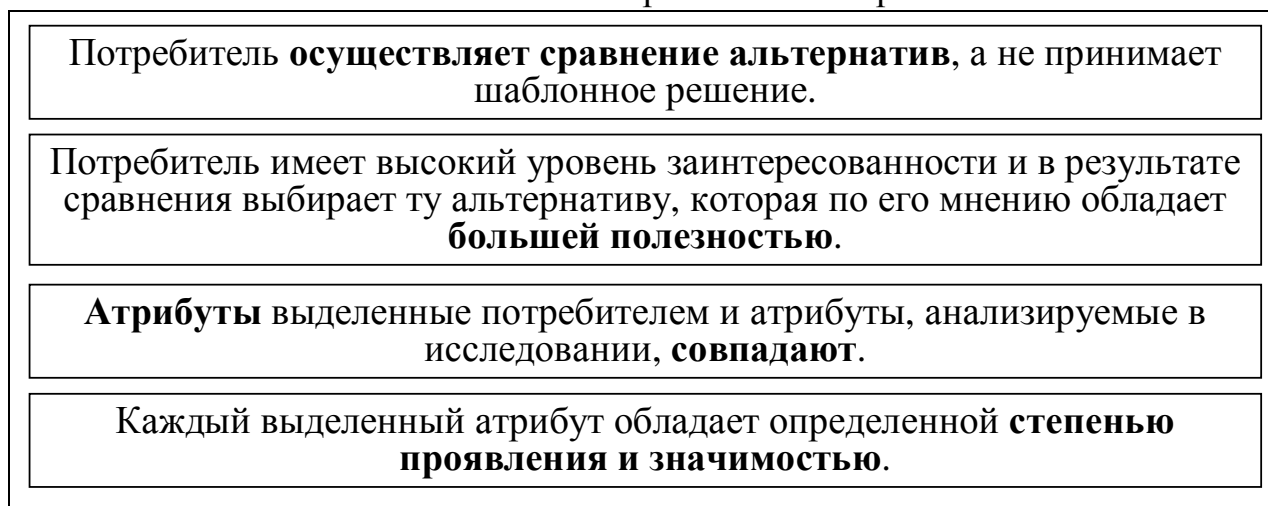 Потребитель осуществляет сравнение альтернатив, а не принимает
шаблонное решение.
Потребитель имеет высокий уровень заинтересованности и в результате
сравнения выбирает ту альтернативу, которая по его мнению обладает
большей полезностью.
Атрибуты выделенные потребителем и атрибуты, анализируемые в
исследовании, совпадают.
Каждый выделенный атрибут обладает определенной степенью
проявления и значимостью.